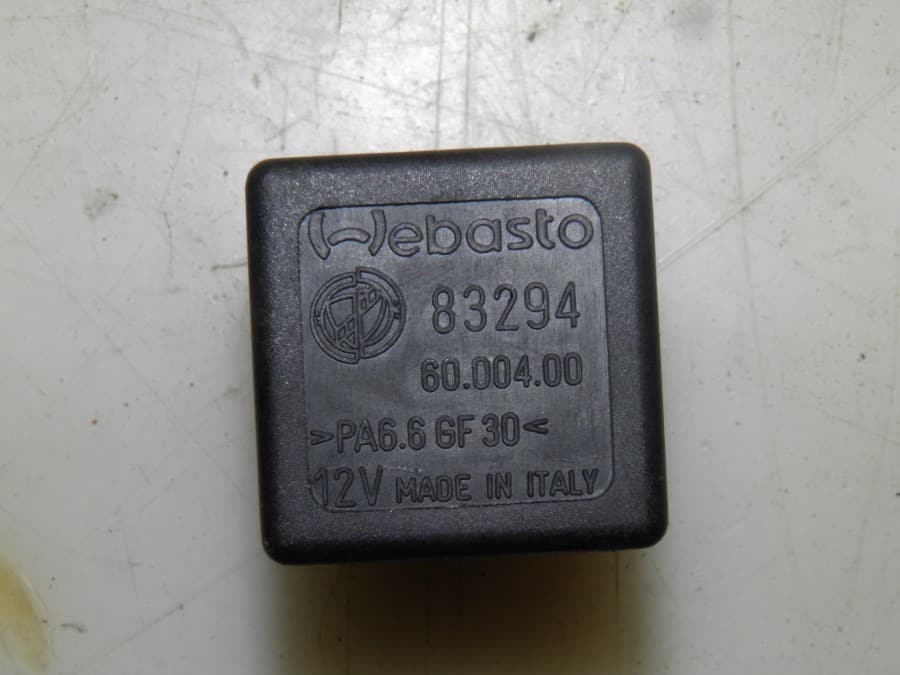 Webasto
83294
60.004.00
>PA6.6 GF 30<
12V MADE IN ITALY